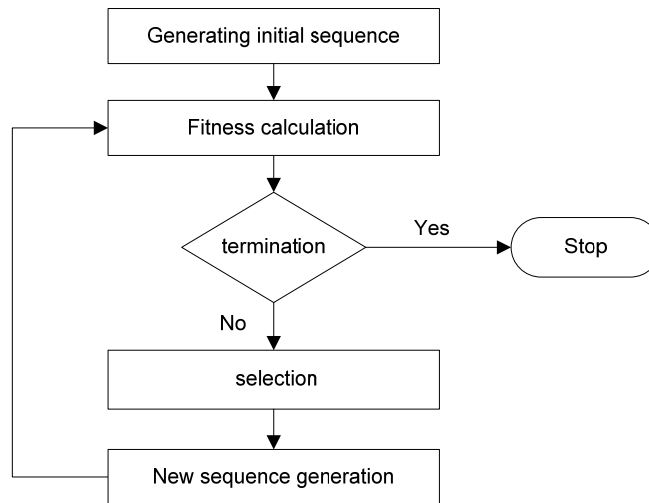 Generating initial sequence
Fitness calculation
termination
Yes
Stop
No
selection
New sequence generation